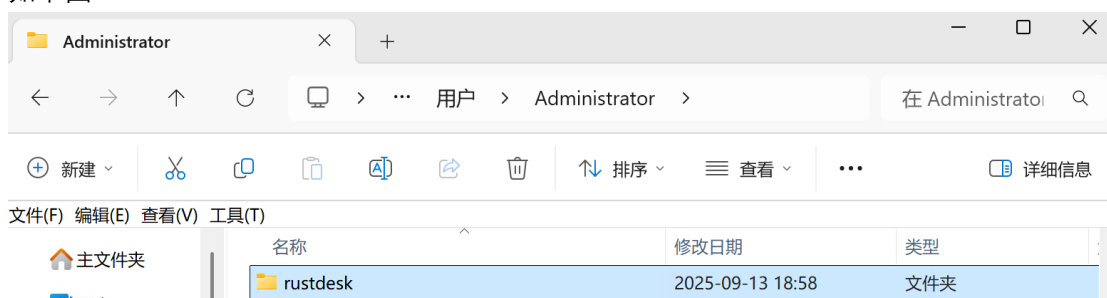 Administrator
… 用户 > Administrator >
在 Administrato
新建
排序
查看
•••
详细信息
文件(F) 编辑(E) 查看(V) 工具(T)
名称
修改日期
类型
主文件夹
rustdesk
2025-09-13 18:58
文件夹